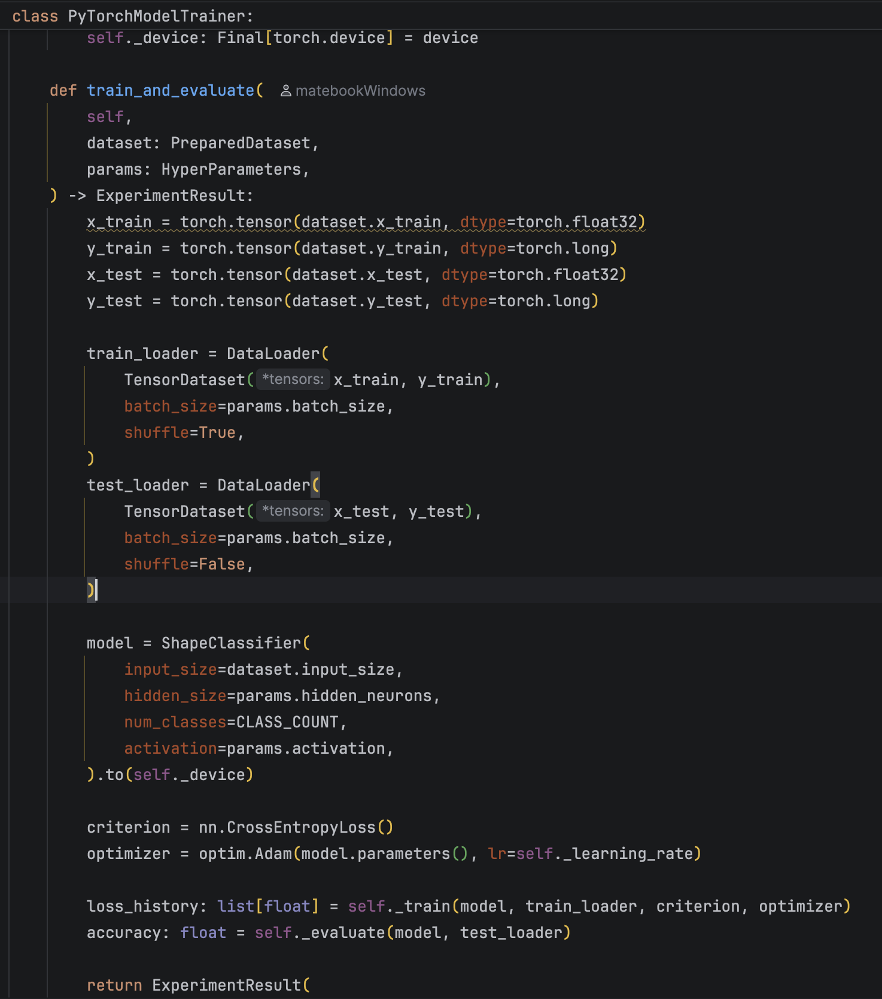 class PyTorchModelTrainer:
        self._device: Final[torch.device] = device

    def train_and_evaluate( matebookWindows
        self,
        dataset: PreparedDataset,
        params: HyperParameters,
    ) -> ExperimentResult:
        x_train = torch.tensor(dataset.x_train, dtype=torch.float32)
        y_train = torch.tensor(dataset.y_train, dtype=torch.long)
        x_test = torch.tensor(dataset.x_test, dtype=torch.float32)
        y_test = torch.tensor(dataset.y_test, dtype=torch.long)

        train_loader = DataLoader(
            TensorDataset( *tensors: x_train, y_train),
            batch_size=params.batch_size,
            shuffle=True,
        )
        test_loader = DataLoader(
            TensorDataset( *tensors: x_test, y_test),
            batch_size=params.batch_size,
            shuffle=False,
        )

        model = ShapeClassifier(
            input_size=dataset.input_size,
            hidden_size=params.hidden_neurons,
            num_classes=CLASS_COUNT,
            activation=params.activation,
        ).to(self._device)

        criterion = nn.CrossEntropyLoss()
        optimizer = optim.Adam(model.parameters(), lr=self._learning_rate)

        loss_history: list[float] = self._train(model, train_loader, criterion, optimizer)
        accuracy: float = self._evaluate(model, test_loader)

        return ExperimentResult(